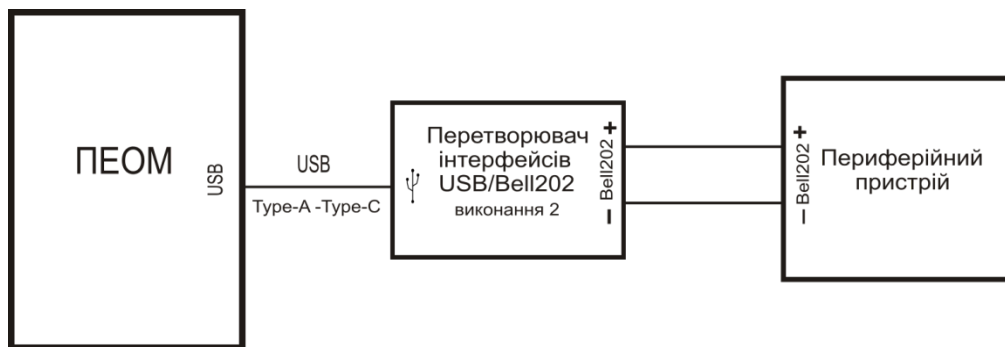 ПЕОМ
USB
USB
Type-A -Type-C
Перетворювач
інтерфейсів
USB/Bell202
виконання 2
– Bell202 +
– Bell202 +
Периферійний
пристрій